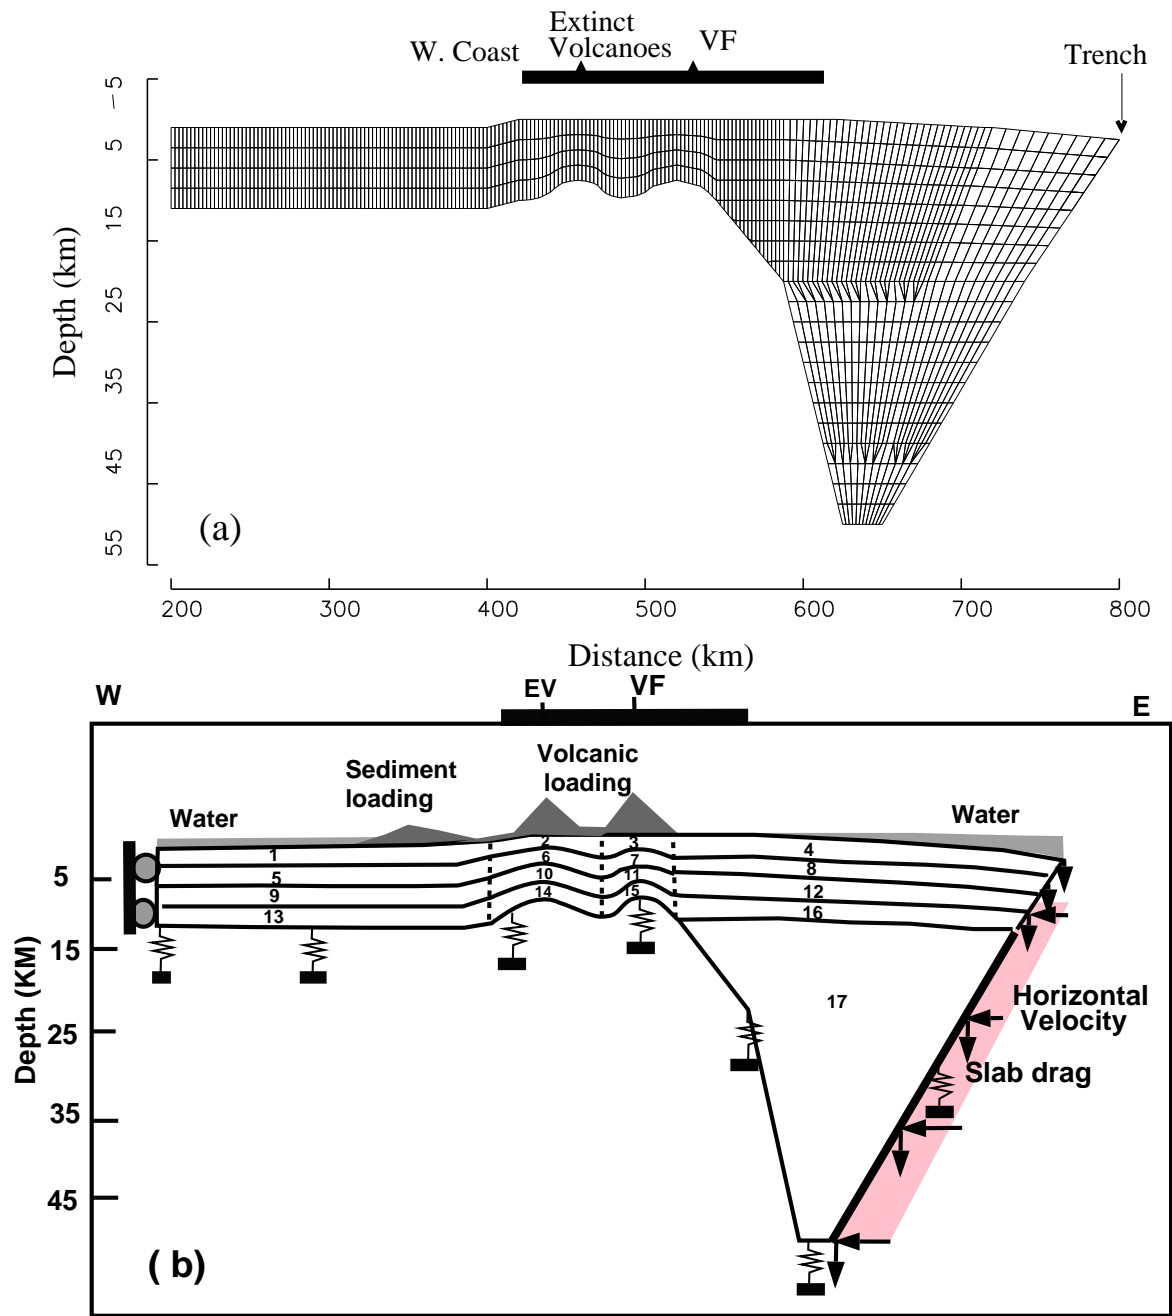 Extinct
Volcanoes
W. Coast
VF
Trench
Depth (km)
−5
5
15
25
35
45
55
(a)
200 300 400 500 600 700 800
Distance (km)
W
EV
VF
E
Sediment
loading
Volcanic
loading
Water
Water
1 2 3 4
5 6 7 8
9 10 11 12
13 14 15 16
17
Depth (KM)
5
15
25
35
45
Horizontal
Velocity
Slab drag
( b)